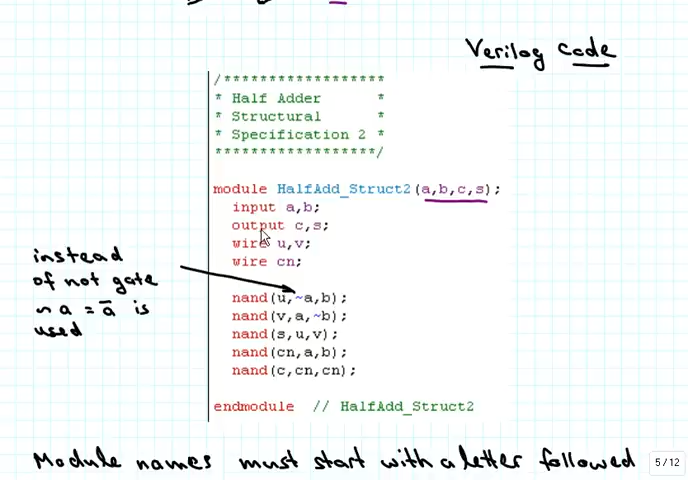 Verilog code
/******************
* Half Adder *
* Structural *
* Specification 2 *
******************/
module HalfAdd_Struct2(a,b,c,s);
input a,b;
output c,s;
wire u,v;
wire cn;
instead
of not gate
~ a = a̅ is
used
nand(u,~a,b);
nand(v,a,~b);
nand(s,u,v);
nand(cn,a,b);
nand(c,cn,cn);
endmodule // HalfAdd_Struct2
Module names must start with a letter followed
5/12